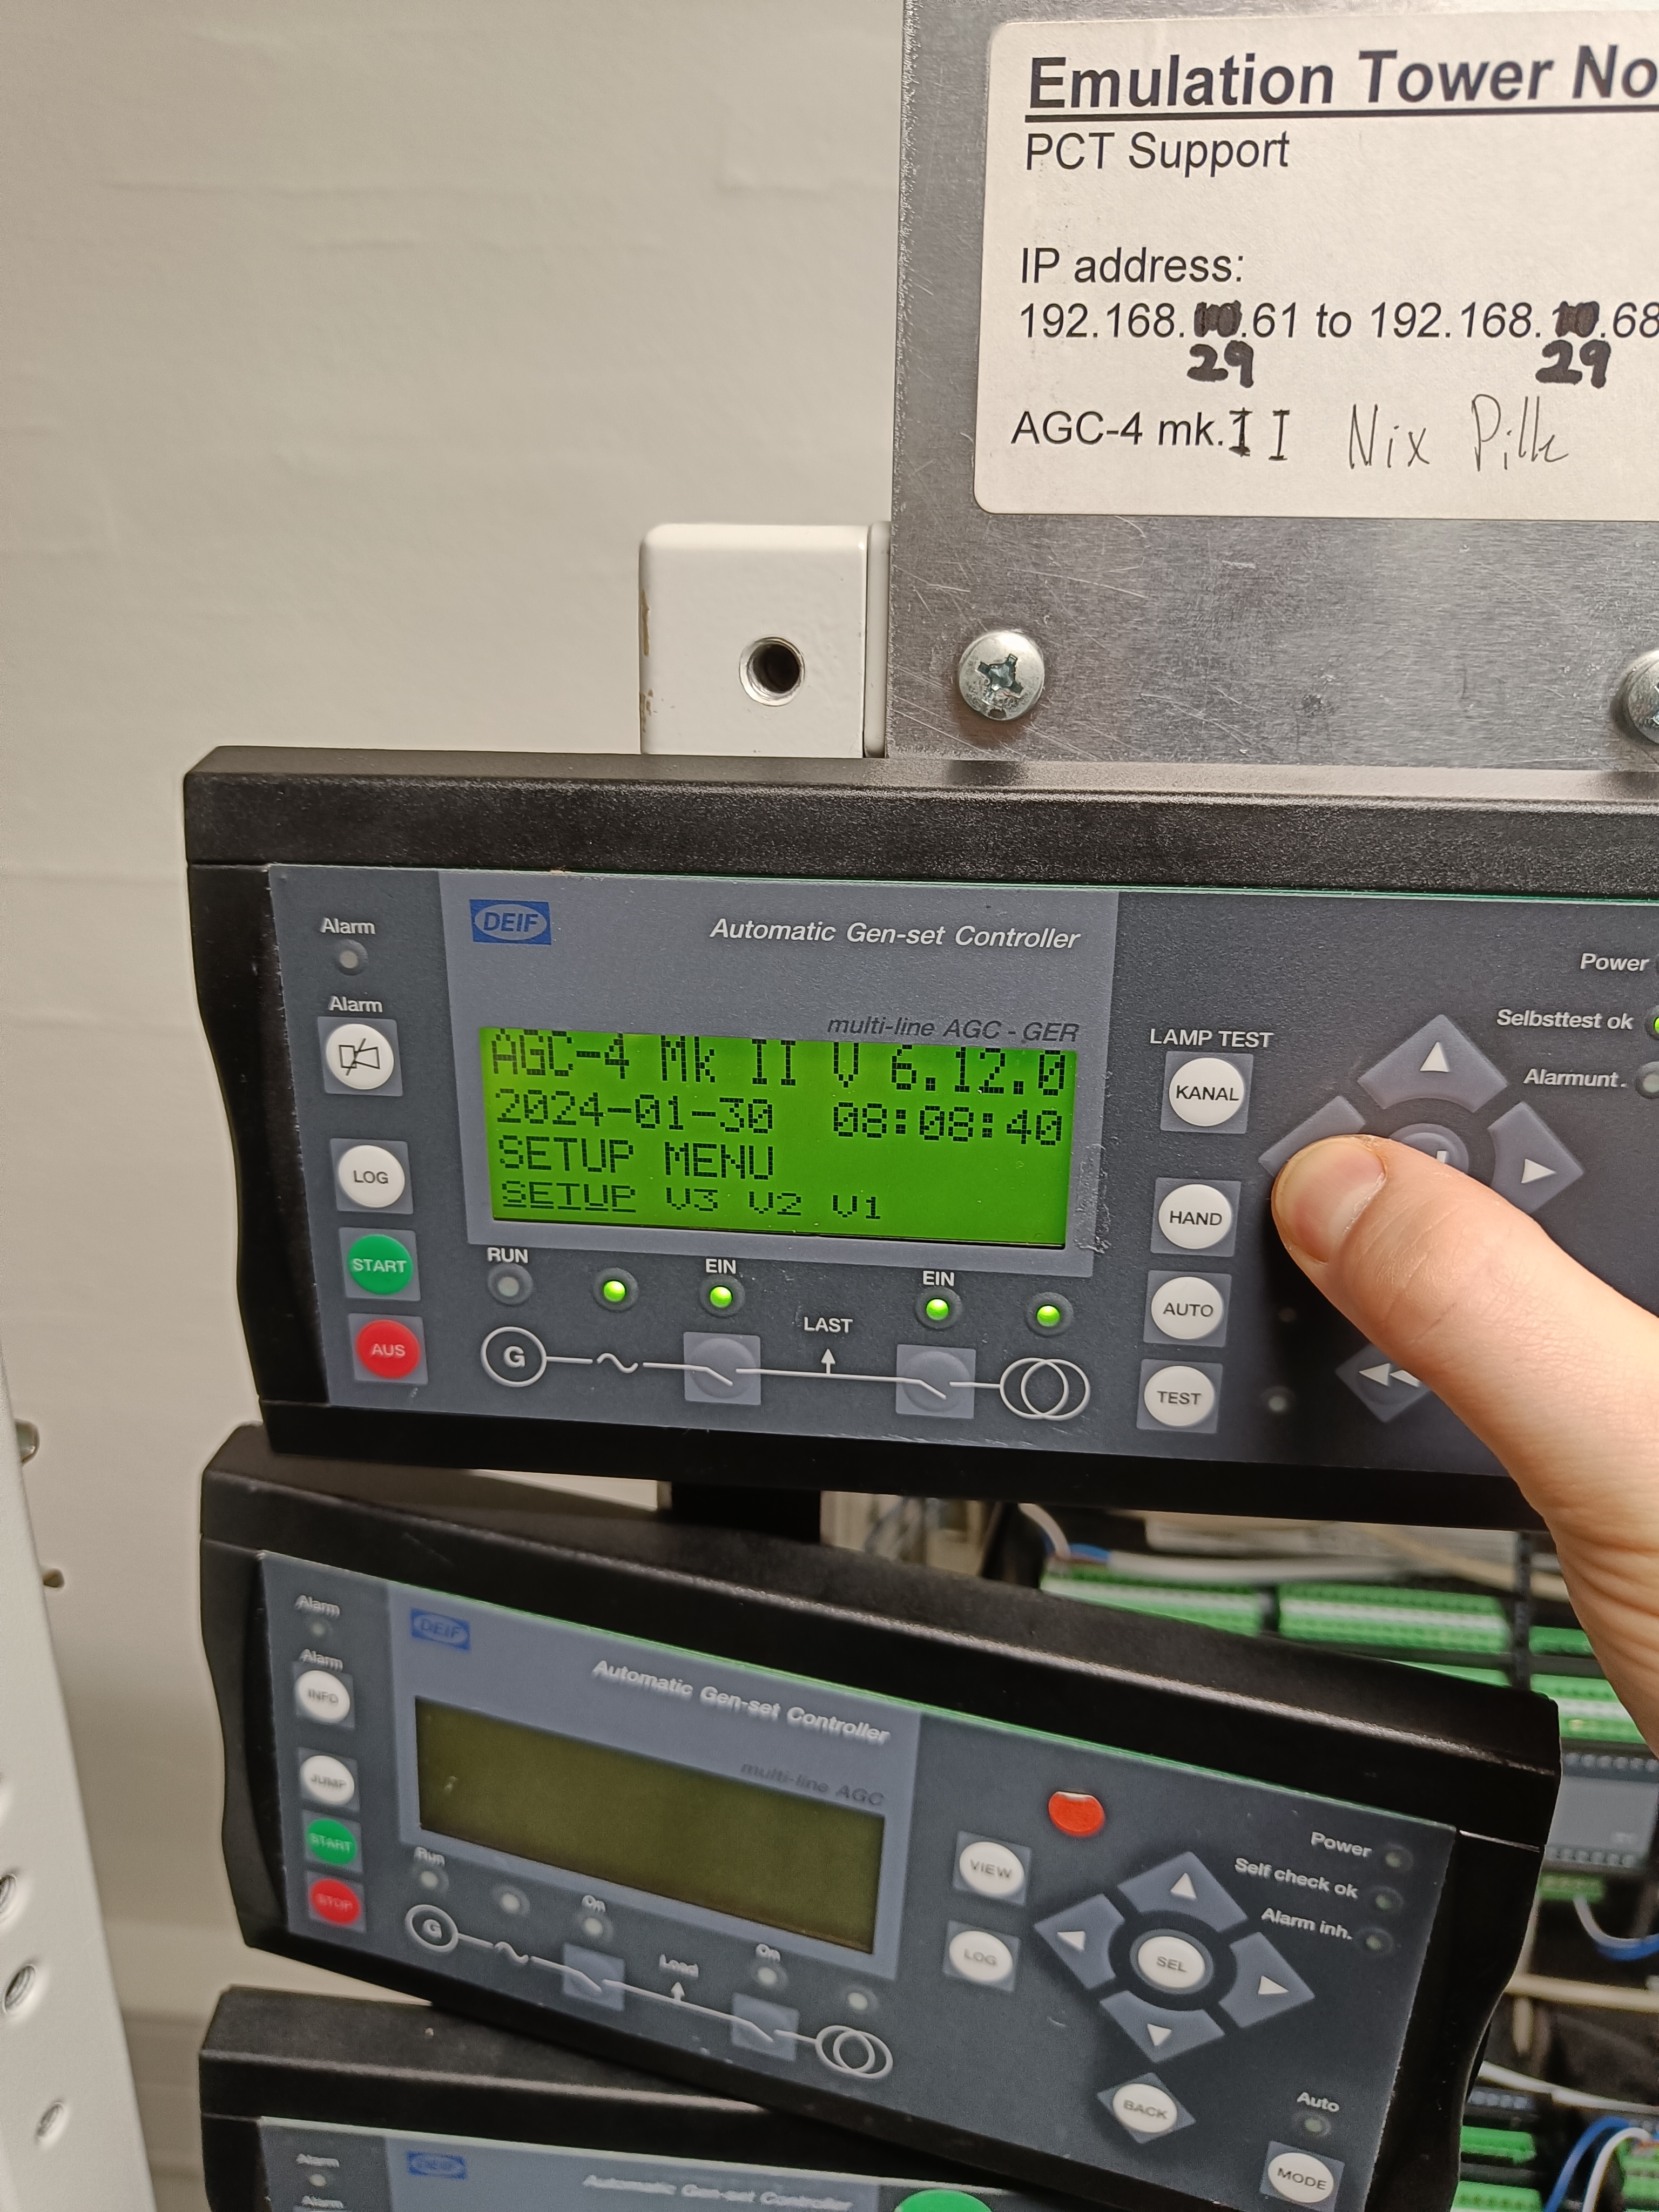 Emulation Tower No
PCT Support
IP address:
192.168..61 to 192.168..68
29 29
AGC-4 mk.II Nix
DEIF
Automatic Gen-set Controller
multi-line AGC - GER
Alarm
Alarm
LOG
START
AUS
AGC-4 Mk II V 6.12.0
2024-01-30 08:08:40
SETUP MENU
SETUP V3 V2 V1
RUN
EIN
EIN
LAST
G
LAMP TEST
KANAL
HAND
AUTO
TEST
Power
Selbsttest ok
Alarmunt.
Alarm
Alarm
INFO
JUMP
START
STOP
DEIF
Automatic Gen-set Controller
multi-line AGC
Run
On
On
Load
G
VIEW
LOG
SEL
BACK
Power
Self check ok
Alarm inh.
Auto
MODE
Alarm
Alarm
DEIF
Automatic Gen-set Controller